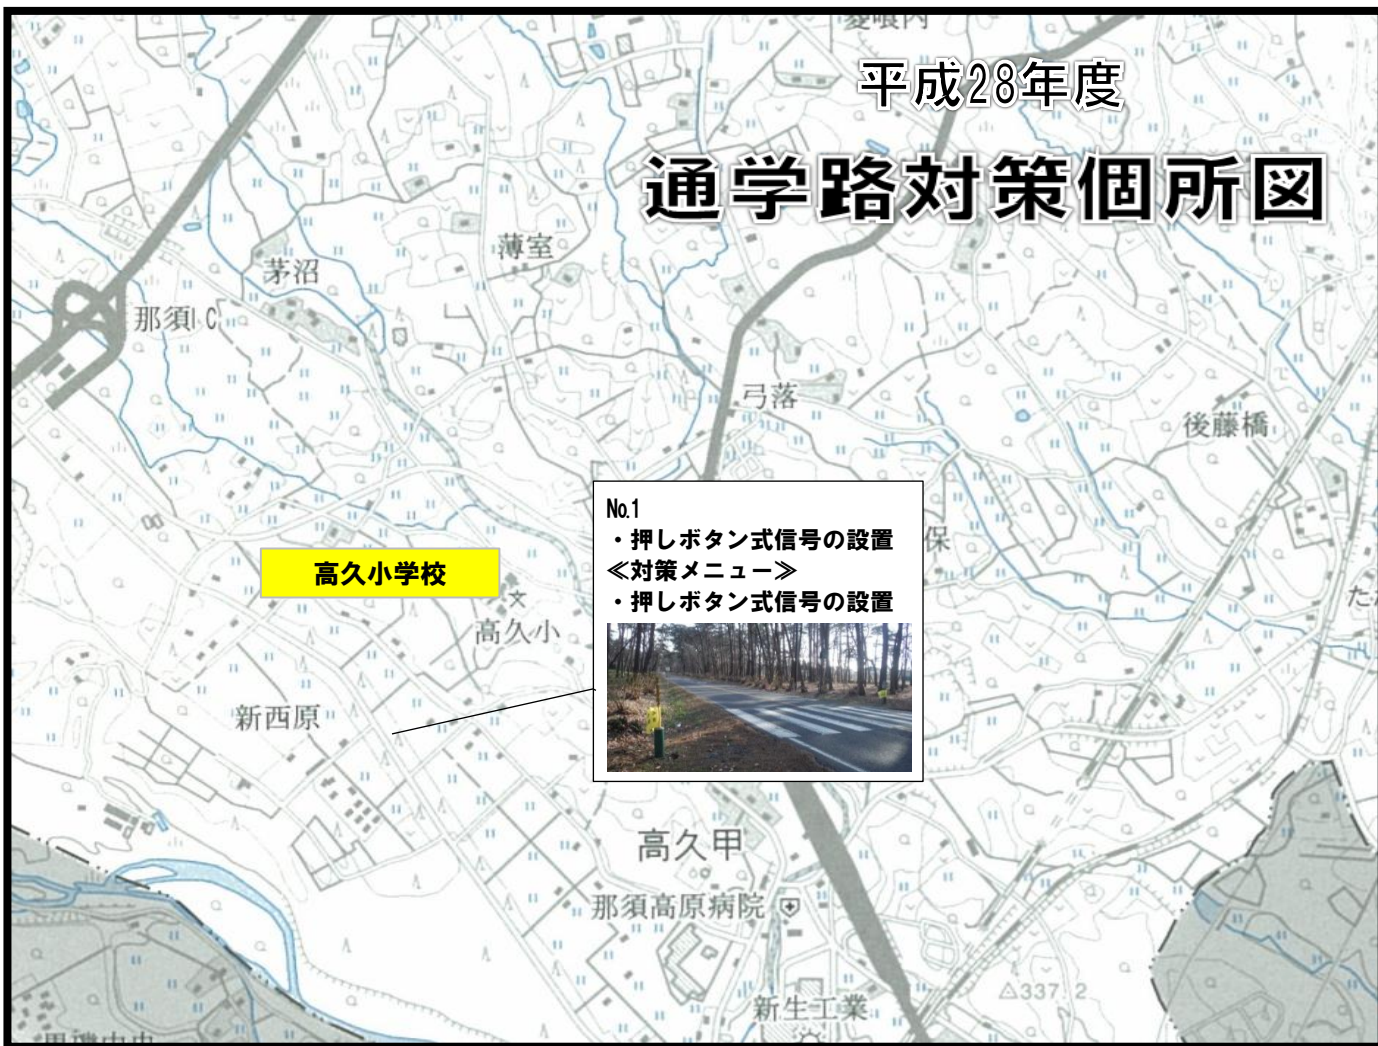 平成28年度
通学路対策個所図
薄室
茅沼
那須IC
弓落
後藤橋
No.1
・押しボタン式信号の設置
≪対策メニュー≫
・押しボタン式信号の設置
保
高久小学校
高久小
新西原
高久甲
那須高原病院
△337.2
新生工業